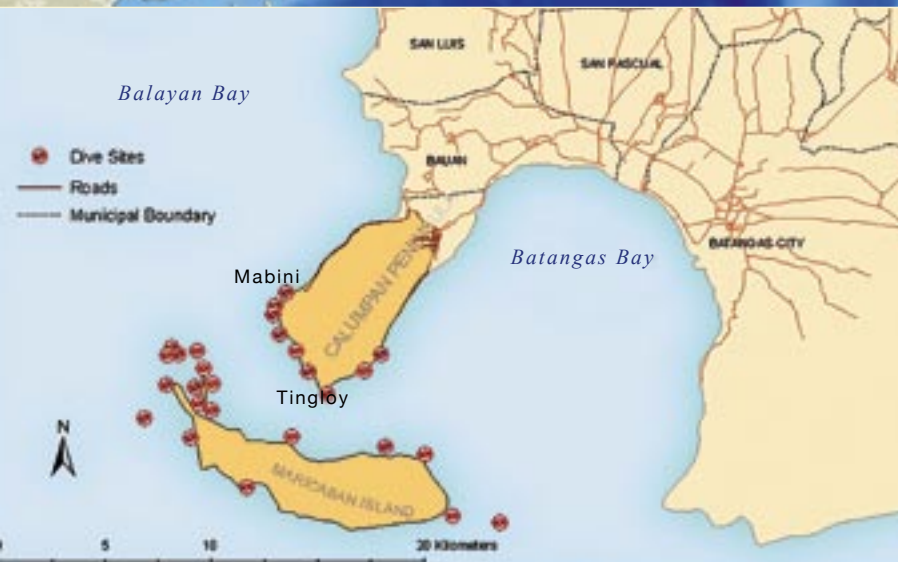 SAN LUIS
SAN PASCUAL
Balayan Bay
Dive Sites
Roads
Municipal Boundary
BAUAN
BATANGAS CITY
Batangas Bay
Mabini
CALUMPAN
Tingloy
N
MARICABAN ISLAND
5 10 20 Kilometers